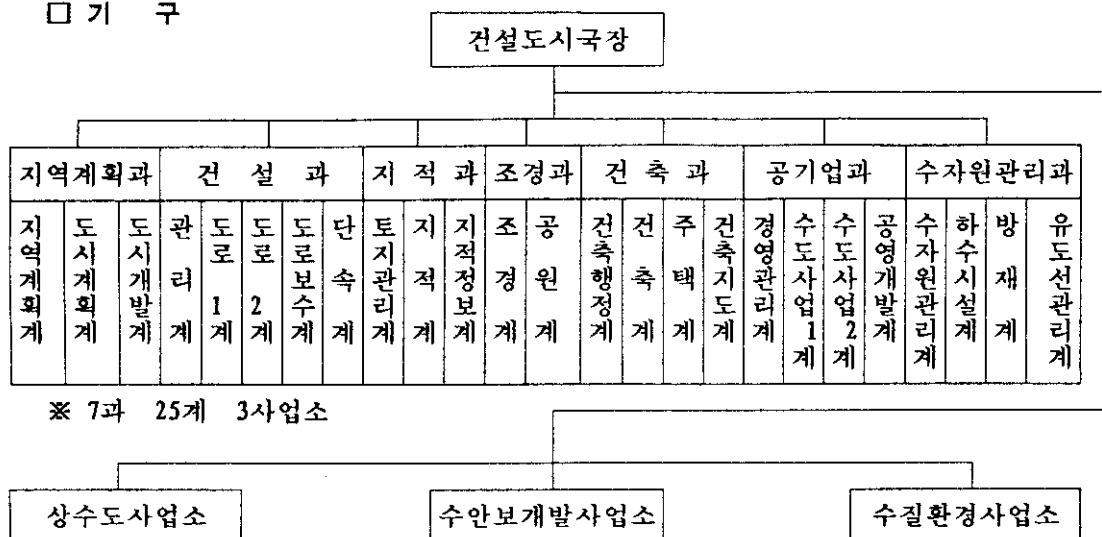 □ 기 구
건설도시국장
지역계획과 건 설 과 지 적 과 조경과 건 축 과 공기업과 수자원관리과
지역계획계 도시계획계 도시개발계 관리계 도로1계 도로2계 도로보수계 단속계 토지관리계 지적계 지적정보계 조경계 공원계 건축행정계 건축계 주택계 건축지도계 경영관리계 수도사업1계 수도사업2계 공영개발계 수자원관리계 하수시설계 방재계 유도선관리계
※ 7과 25계 3사업소
상수도사업소 수안보개발사업소 수질환경사업소